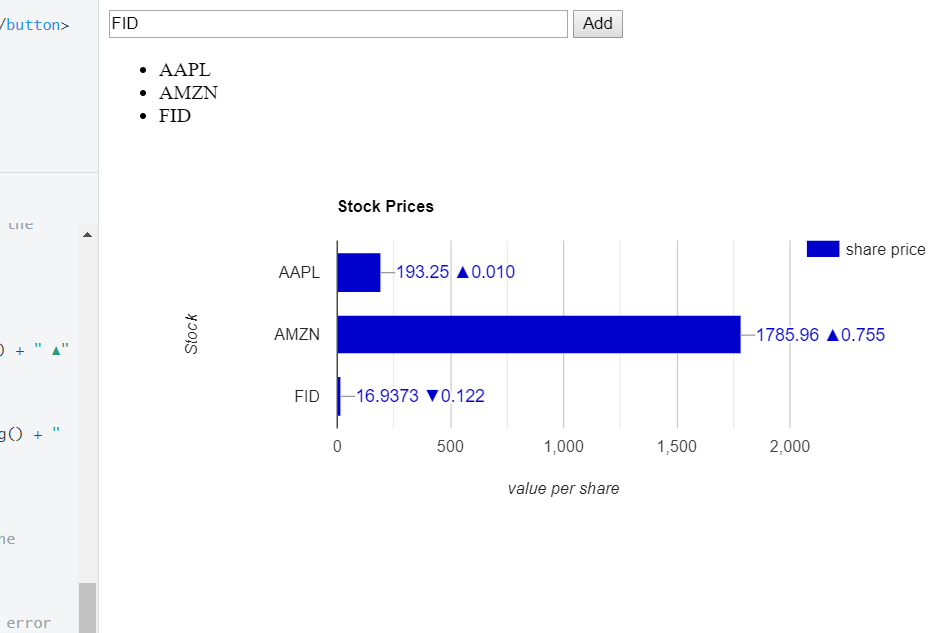 /button>
FID Add
• AAPL
• AMZN
• FID
the
Stock Prices
share price
AAPL 193.25 ▲0.010
) + " ▲"
Stock
AMZN 1785.96 ▲0.755
FID 16.9373 ▼0.122
g() + "
0 500 1,000 1,500 2,000
value per share
he
error